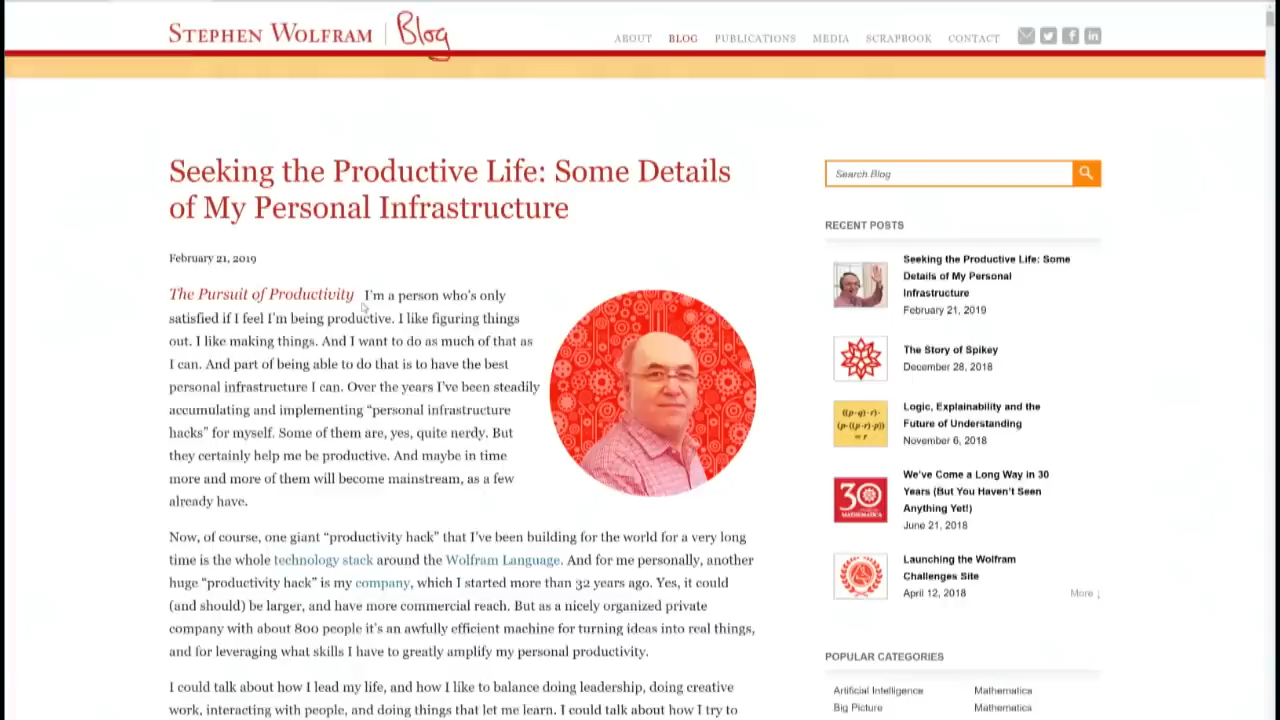 STEPHEN WOLFRAM | Blog
ABOUT BLOG PUBLICATIONS MEDIA SCRAPBOOK CONTACT
Seeking the Productive Life: Some Details
of My Personal Infrastructure
February 21, 2019
The Pursuit of Productivity I'm a person who's only
satisfied if I feel I'm being productive. I like figuring things
out. I like making things. And I want to do as much of that as
I can. And part of being able to do that is to have the best
personal infrastructure I can. Over the years I've been steadily
accumulating and implementing “personal infrastructure
hacks” for myself. Some of them are, yes, quite nerdy. But
they certainly help me be productive. And maybe in time
more and more of them will become mainstream, as a few
already have.
Now, of course, one giant “productivity hack” that I've been building for the world for a very long
time is the whole technology stack around the Wolfram Language. And for me personally, another
huge “productivity hack” is my company, which I started more than 32 years ago. Yes, it could
(and should) be larger, and have more commercial reach. But as a nicely organized private
company with about 800 people it's an awfully efficient machine for turning ideas into real things,
and for leveraging what skills I have to greatly amplify my personal productivity.
I could talk about how I lead my life, and how I like to balance doing leadership, doing creative
work, interacting with people, and doing things that let me learn. I could talk about how I try to
Search Blog
RECENT POSTS
Seeking the Productive Life: Some
Details of My Personal
Infrastructure
February 21, 2019
The Story of Spikey
December 28, 2018
((p·q)·r)·
(p·((p·r)·p))
= r
Logic, Explainability and the
Future of Understanding
November 6, 2018
30
MATHEMATICA
We've Come a Long Way in 30
Years (But You Haven't Seen
Anything Yet!)
June 21, 2018
Launching the Wolfram
Challenges Site
April 12, 2018
More ↓
POPULAR CATEGORIES
Artificial Intelligence Mathematica
Big Picture Mathematics